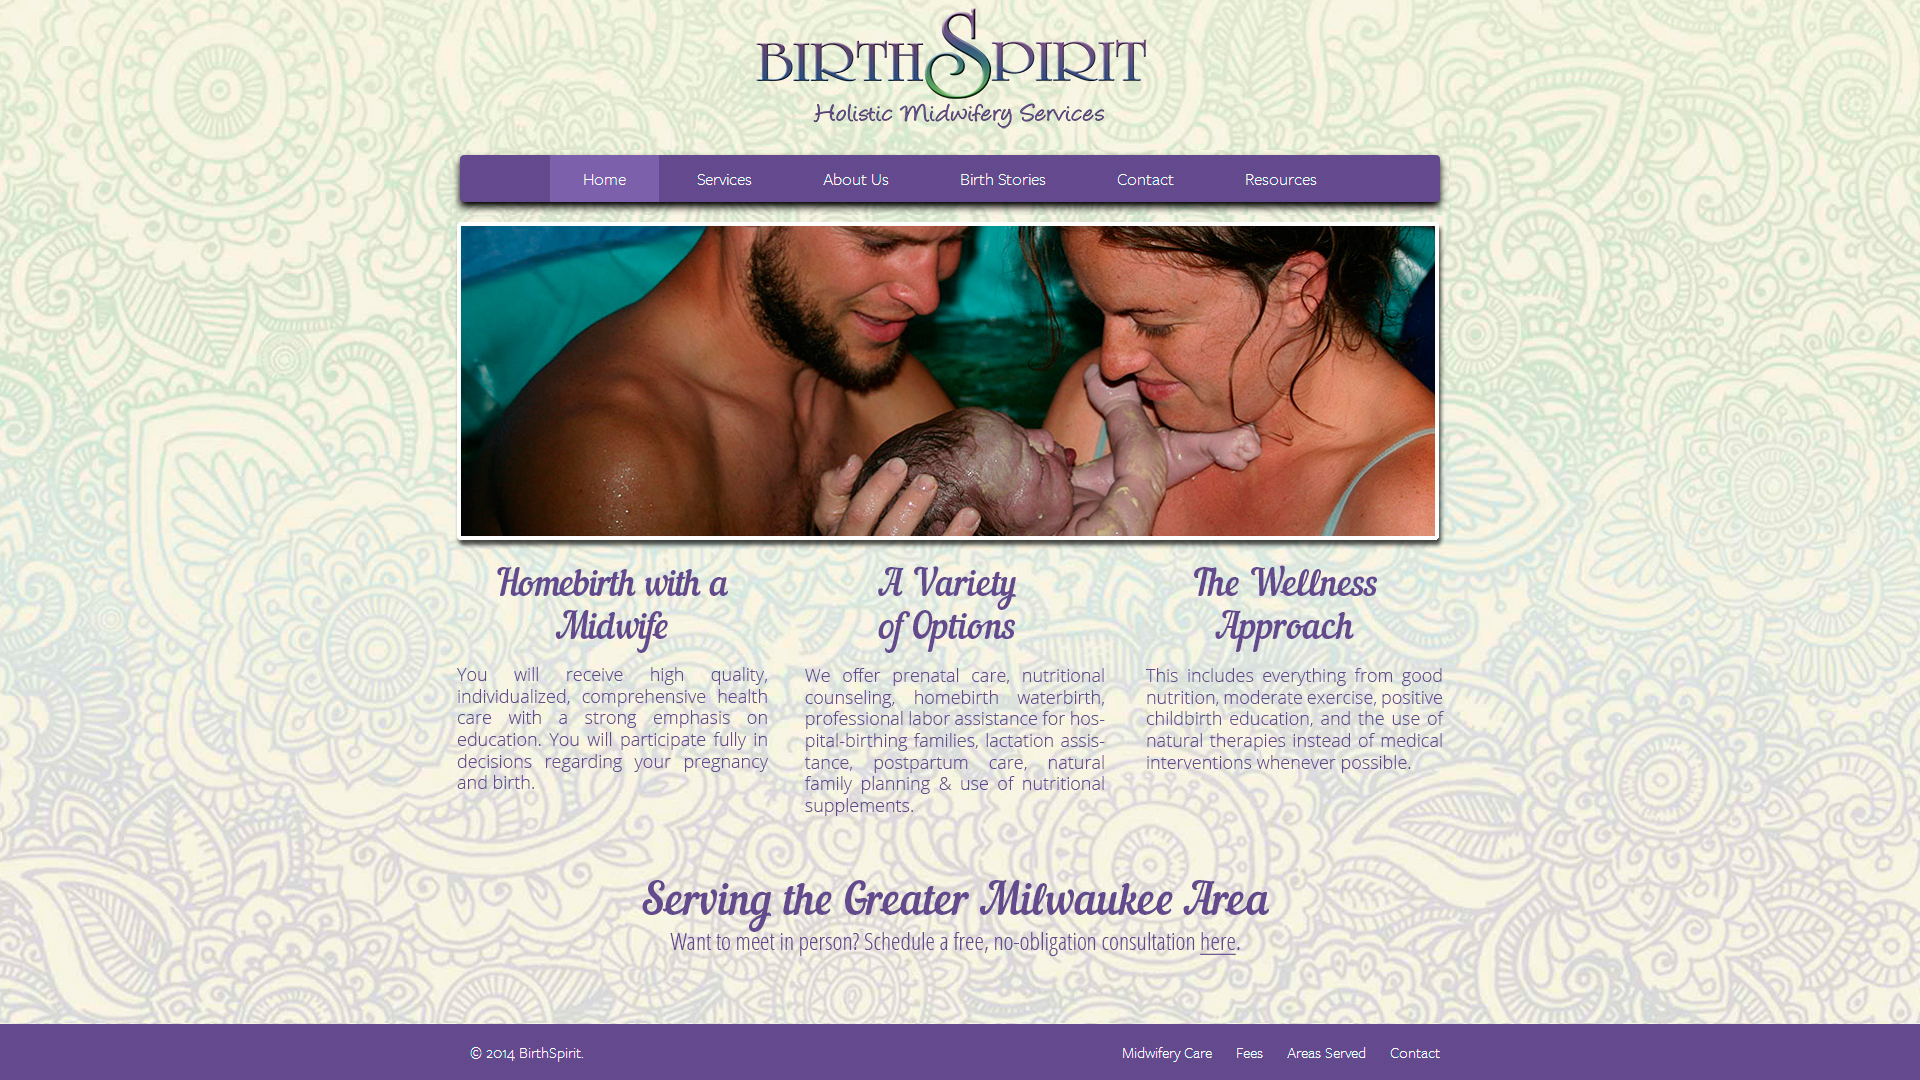 BIRTHSPIRIT
Holistic Midwifery Services
Home Services About Us Birth Stories Contact Resources
Homebirth with a
Midwife
You will receive high quality,
individualized, comprehensive health
care with a strong emphasis on
education. You will participate fully in
decisions regarding your pregnancy
and birth.
A Variety
of Options
We offer prenatal care, nutritional
counseling, homebirth waterbirth,
professional labor assistance for hos-
pital-birthing families, lactation assis-
tance, postpartum care, natural
family planning & use of nutritional
supplements.
The Wellness
Approach
This includes everything from good
nutrition, moderate exercise, positive
childbirth education, and the use of
natural therapies instead of medical
interventions whenever possible.
Serving the Greater Milwaukee Area
Want to meet in person? Schedule a free, no-obligation consultation here.
© 2014 BirthSpirit. Midwifery Care Fees Areas Served Contact